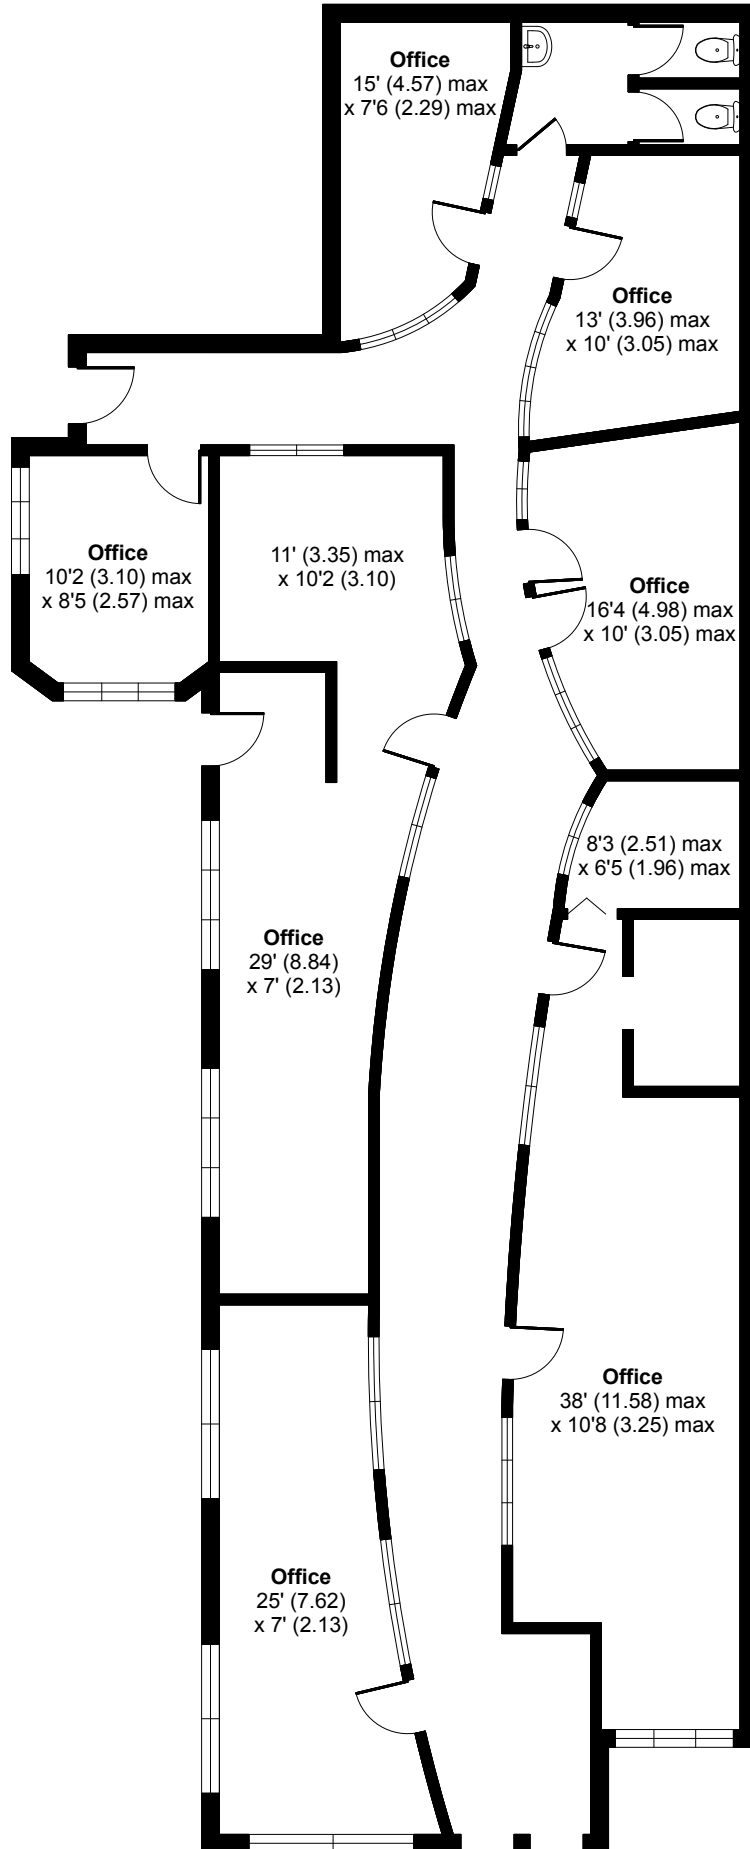 Office
15' (4.57) max
x 7'6 (2.29) max
Office
13' (3.96) max
x 10' (3.05) max
Office
10'2 (3.10) max
x 8'5 (2.57) max
11' (3.35) max
x 10'2 (3.10)
Office
16'4 (4.98) max
x 10' (3.05) max
8'3 (2.51) max
x 6'5 (1.96) max
Office
29' (8.84)
x 7' (2.13)
Office
38' (11.58) max
x 10'8 (3.25) max
Office
25' (7.62)
x 7' (2.13)